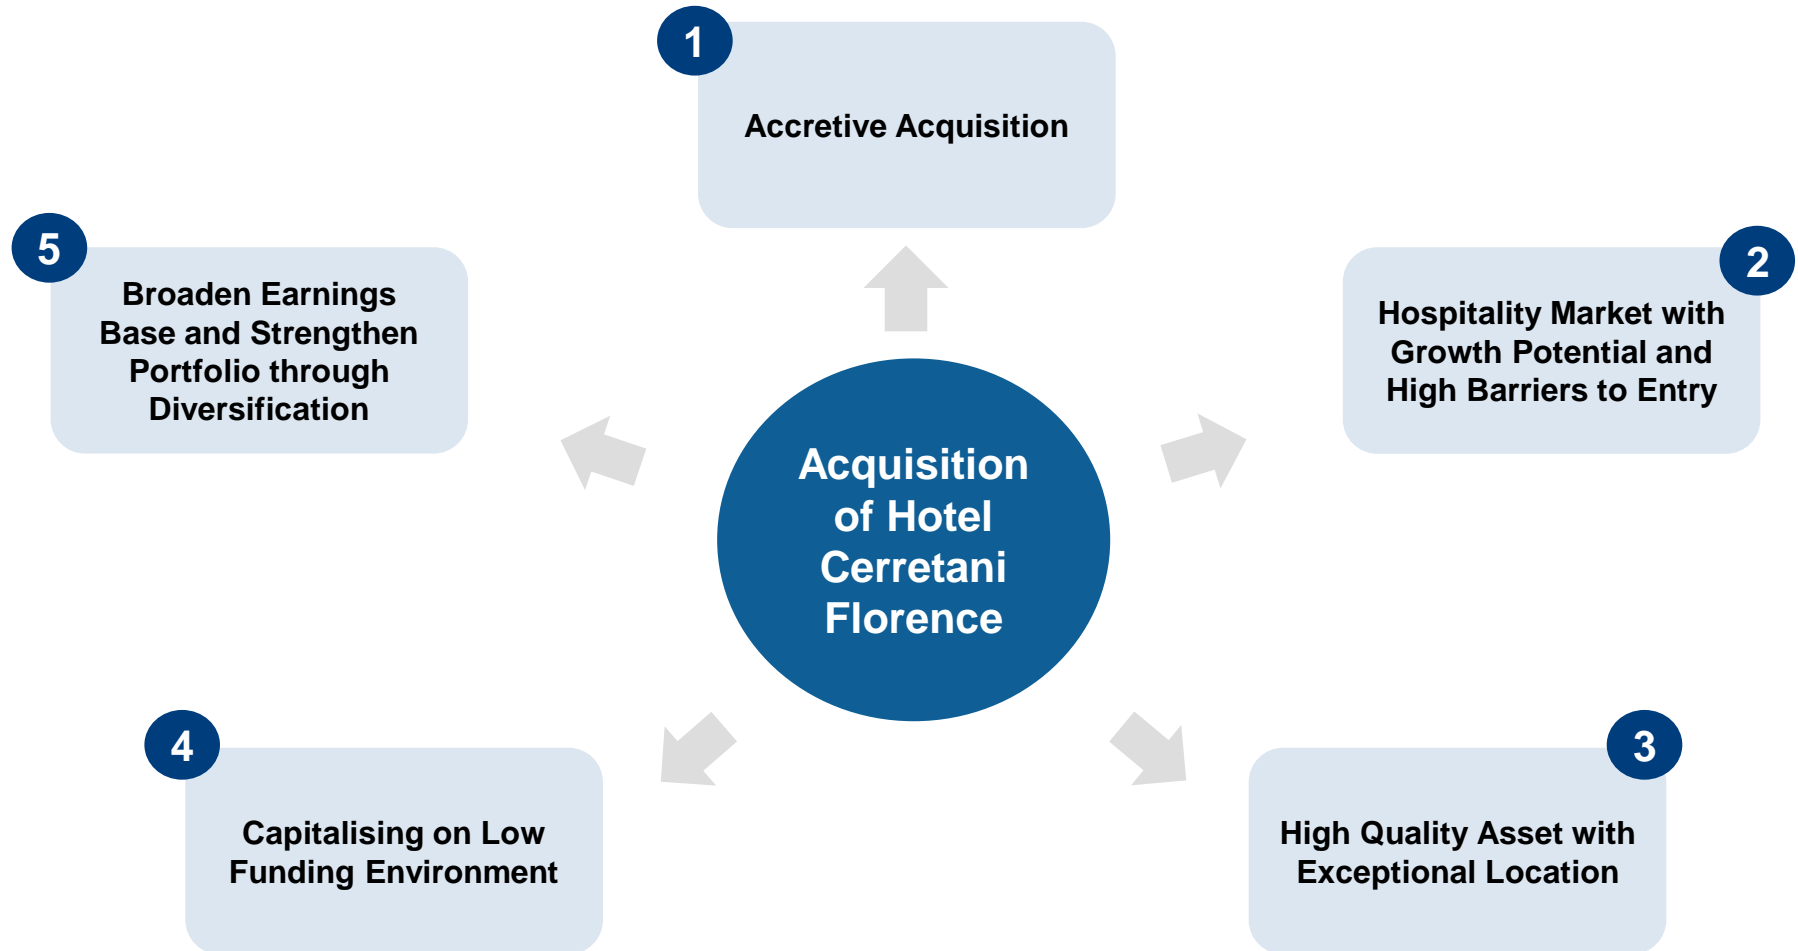 1
Accretive Acquisition
2
Hospitality Market with
Growth Potential and
High Barriers to Entry
3
High Quality Asset with
Exceptional Location
4
Capitalising on Low
Funding Environment
5
Broaden Earnings
Base and Strengthen
Portfolio through
Diversification
Acquisition
of Hotel
Cerretani
Florence